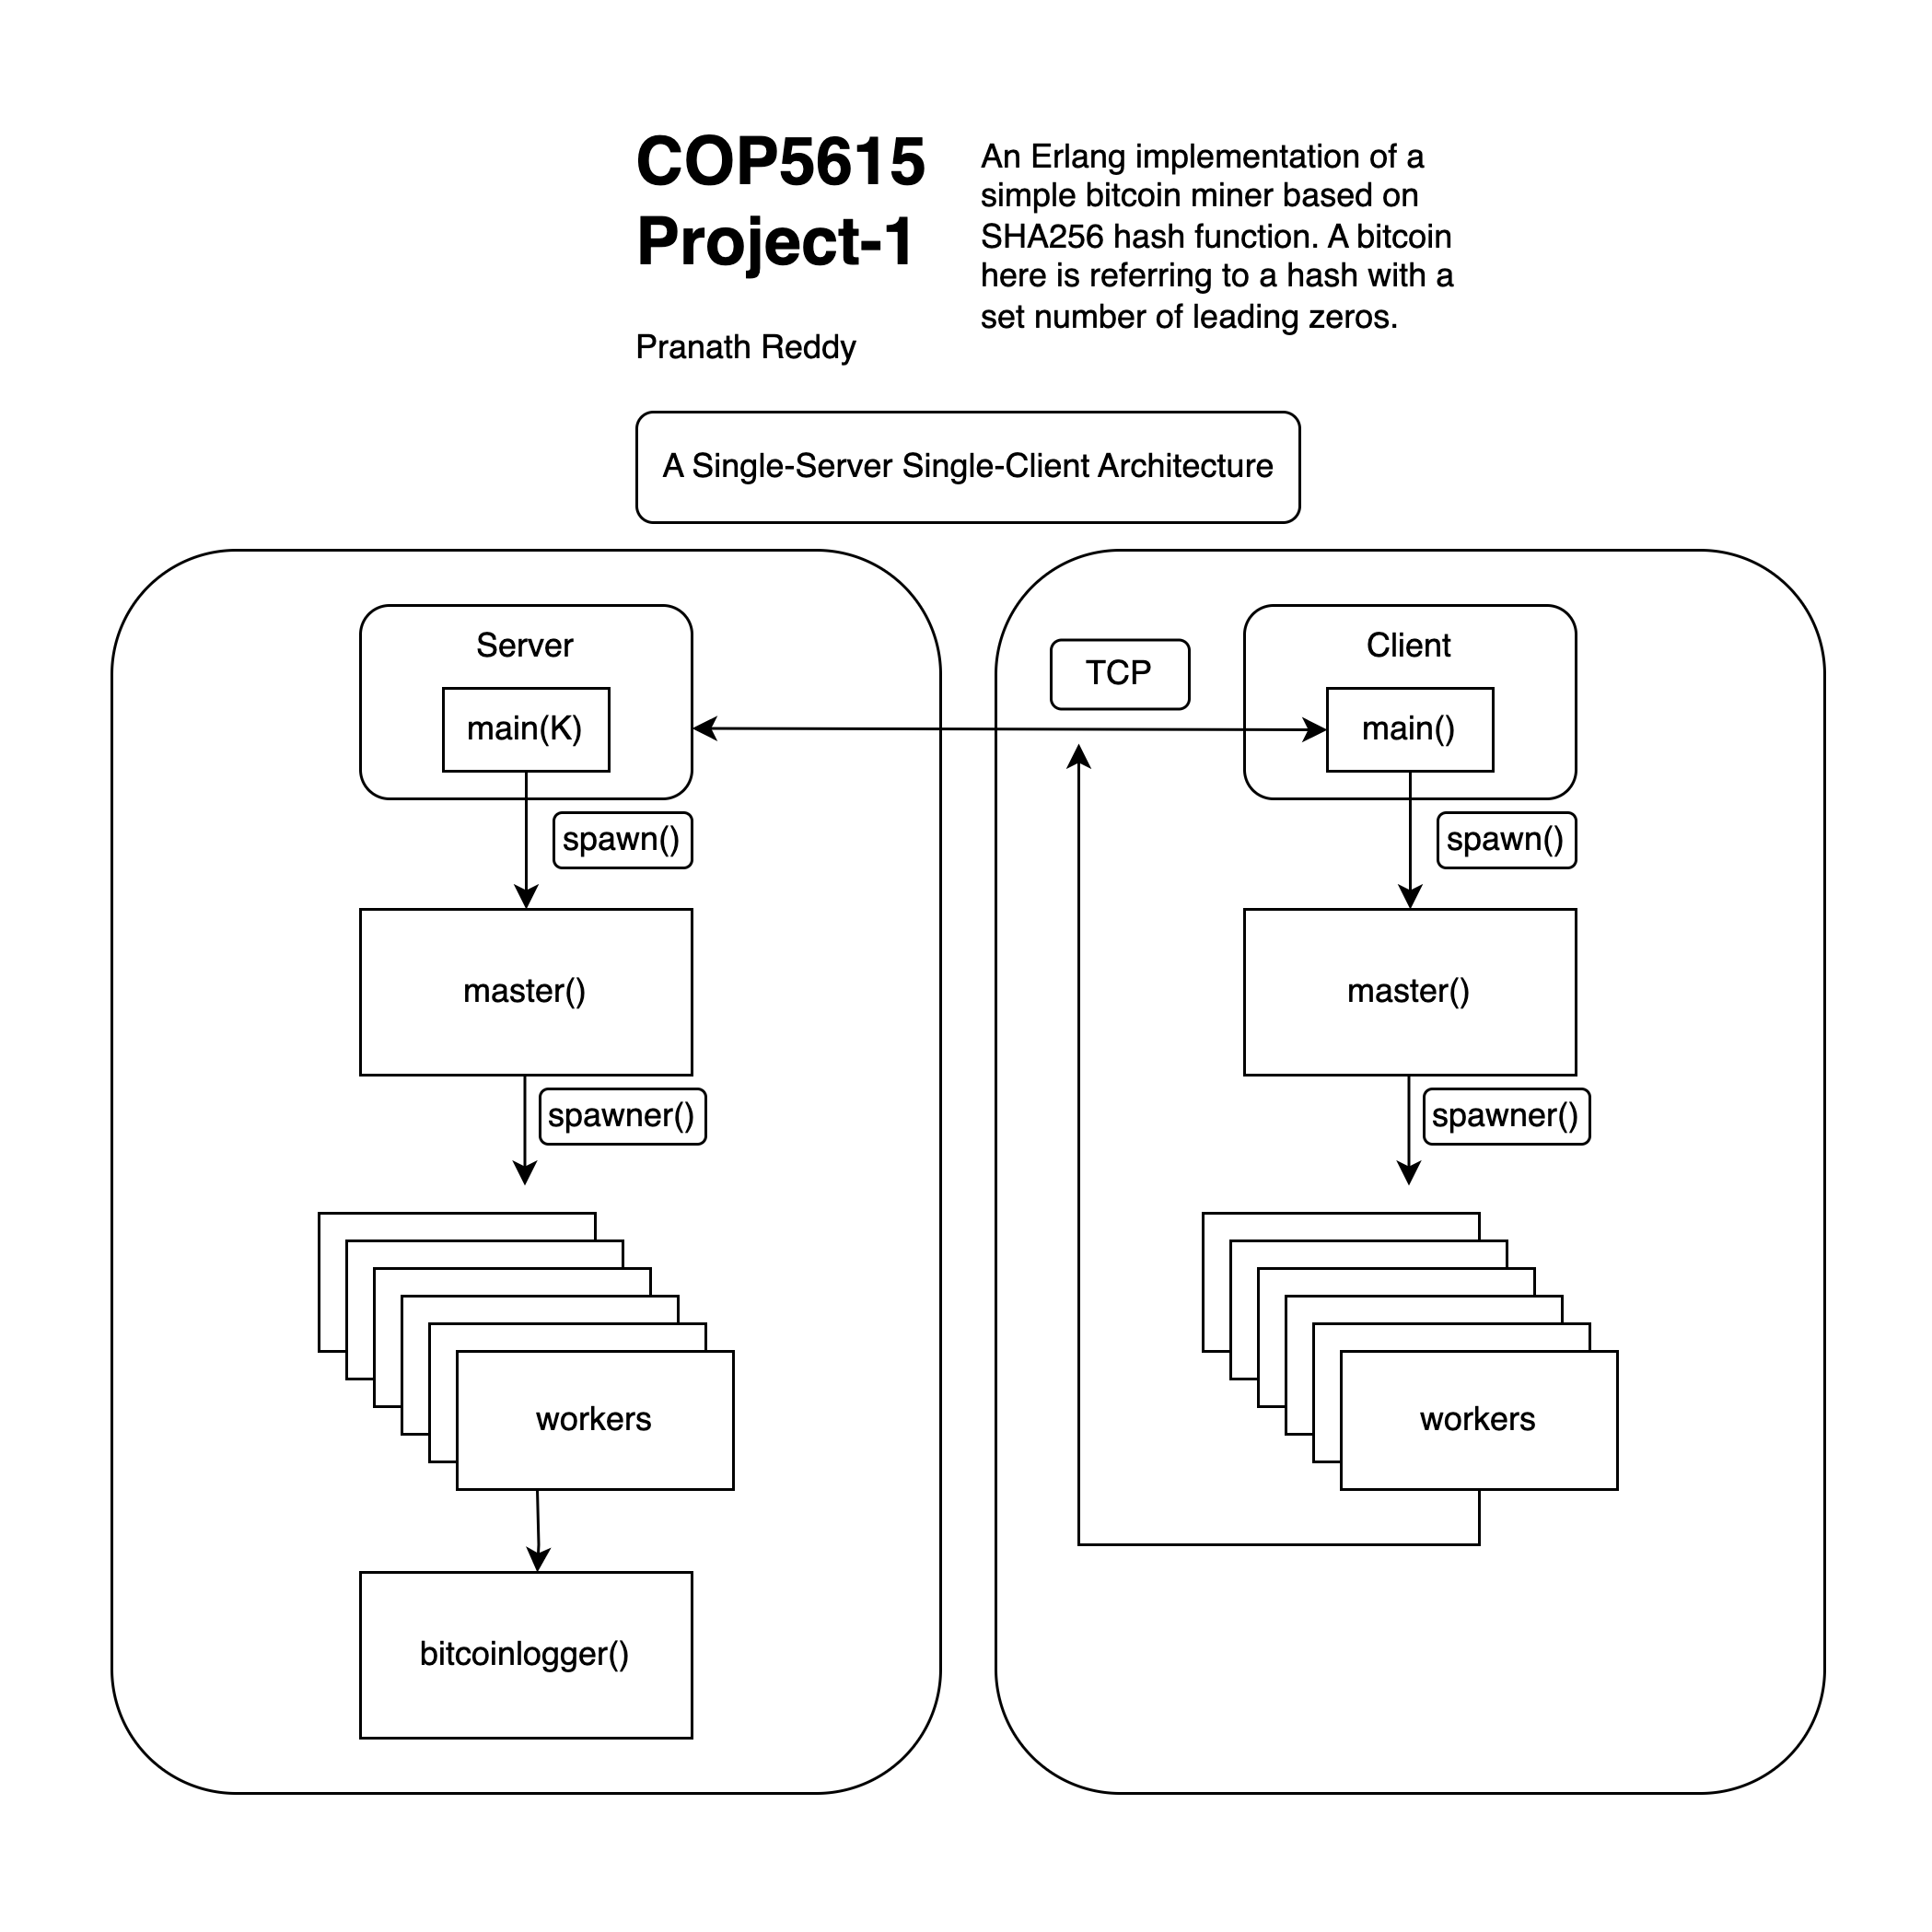 COP5615
Project-1
Pranath Reddy
An Erlang implementation of a
simple bitcoin miner based on
SHA256 hash function. A bitcoin
here is referring to a hash with a
set number of leading zeros.
A Single-Server Single-Client Architecture
Server
main(K)
spawn()
master()
spawner()
workers
bitcoinlogger()
TCP
Client
main()
spawn()
master()
spawner()
workers